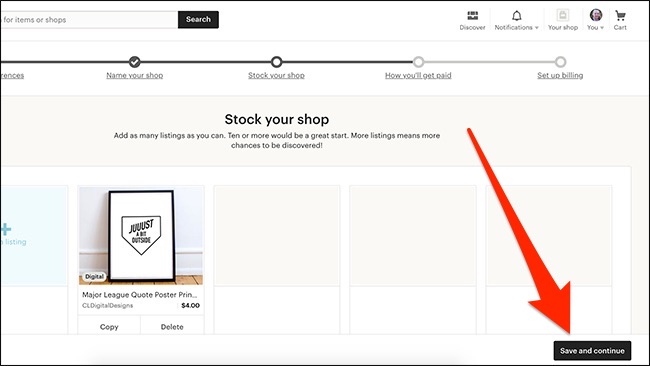 for items or shops
Search
Discover
Notifications
Your shop
You
Cart
rences
Name your shop
Stock your shop
How you'll get paid
Set up billing
Stock your shop
Add as many listings as you can. Ten or more would be a great start. More listings means more
chances to be discovered!
+
s listing
JUUUST
A BIT
OUTSIDE
Digital
Major League Quote Poster Prin...
CLDigitalDesigns $4.00
Copy Delete
Save and continue